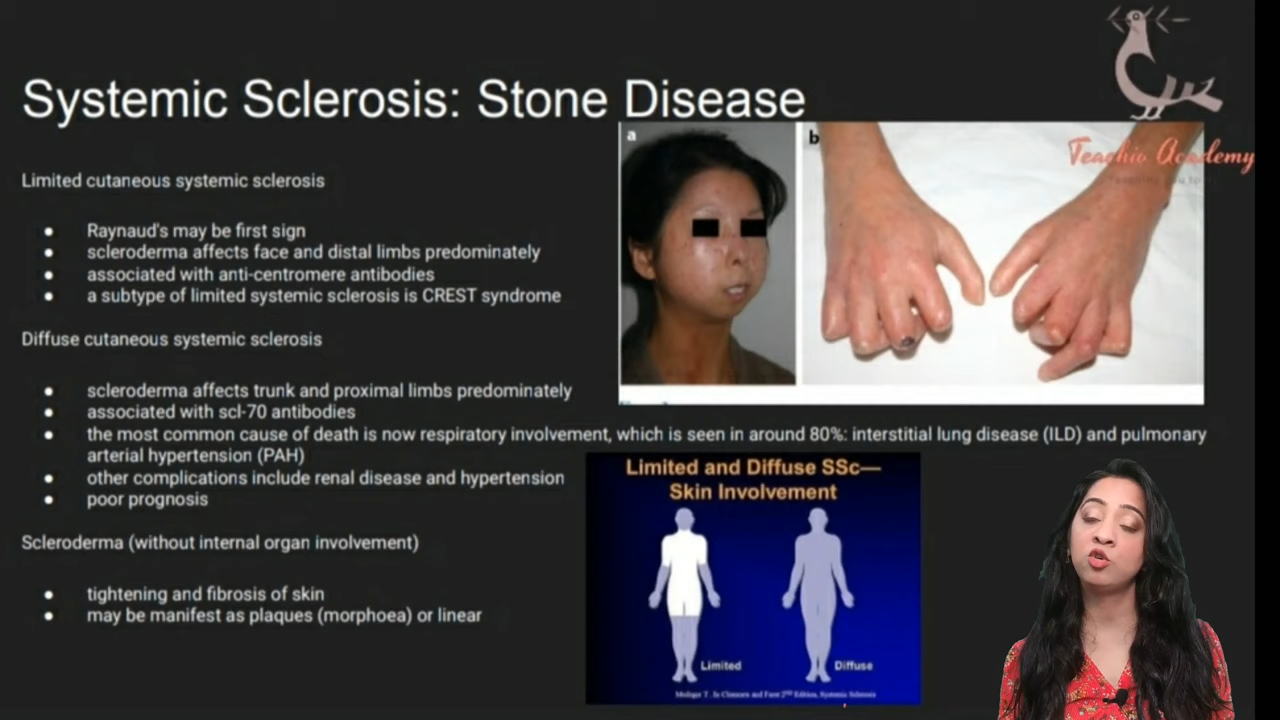 Systemic Sclerosis: Stone Disease
a
b
Teachio Academy
Limited cutaneous systemic sclerosis
● Raynaud's may be first sign
● scleroderma affects face and distal limbs predominately
● associated with anti-centromere antibodies
● a subtype of limited systemic sclerosis is CREST syndrome
Diffuse cutaneous systemic sclerosis
● scleroderma affects trunk and proximal limbs predominately
● associated with scl-70 antibodies
● the most common cause of death is now respiratory involvement, which is seen in around 80%: interstitial lung disease (ILD) and pulmonary
arterial hypertension (PAH)
● other complications include renal disease and hypertension
● poor prognosis
Scleroderma (without internal organ involvement)
● tightening and fibrosis of skin
● may be manifest as plaques (morphoea) or linear
Limited and Diffuse SSc—
Skin Involvement
Limited
Diffuse
2nd Edition, Systemic Sclerosis